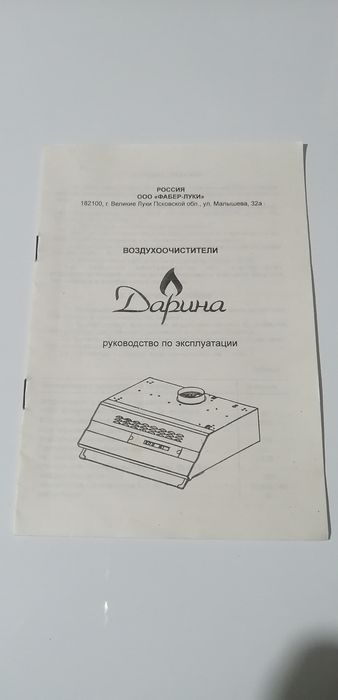 РОССИЯ
ООО «ФАБЕР-ЛУКИ»
182100, г. Великие Луки Псковской обл., ул. Малышева, 32а
ВОЗДУХООЧИСТИТЕЛИ
Дарина
руководство по эксплуатации